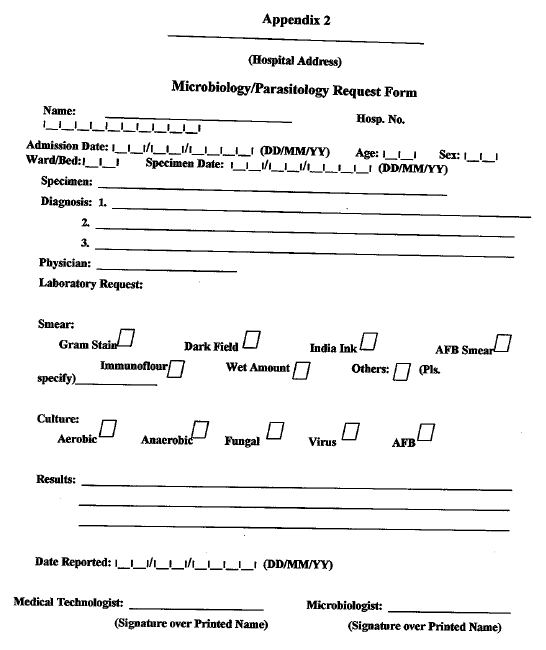 Appendix 2
(Hospital Address)
Microbiology/Parasitology Request Form
Name: Hosp. No.
Admission Date: / / (DD/MM/YY) Age: Sex:
Ward/Bed: Specimen Date: / / (DD/MM/YY)
Specimen:
Diagnosis: 1.
2.
3.
Physician:
Laboratory Request:
Smear:
Gram Stain Dark Field India Ink AFB Smear
Immunoflour Wet Amount Others: (Pls.
specify)
Culture:
Aerobic Anaerobic Fungal Virus AFB
Results:
Date Reported: / / (DD/MM/YY)
Medical Technologist: Microbiologist:
(Signature over Printed Name) (Signature over Printed Name)